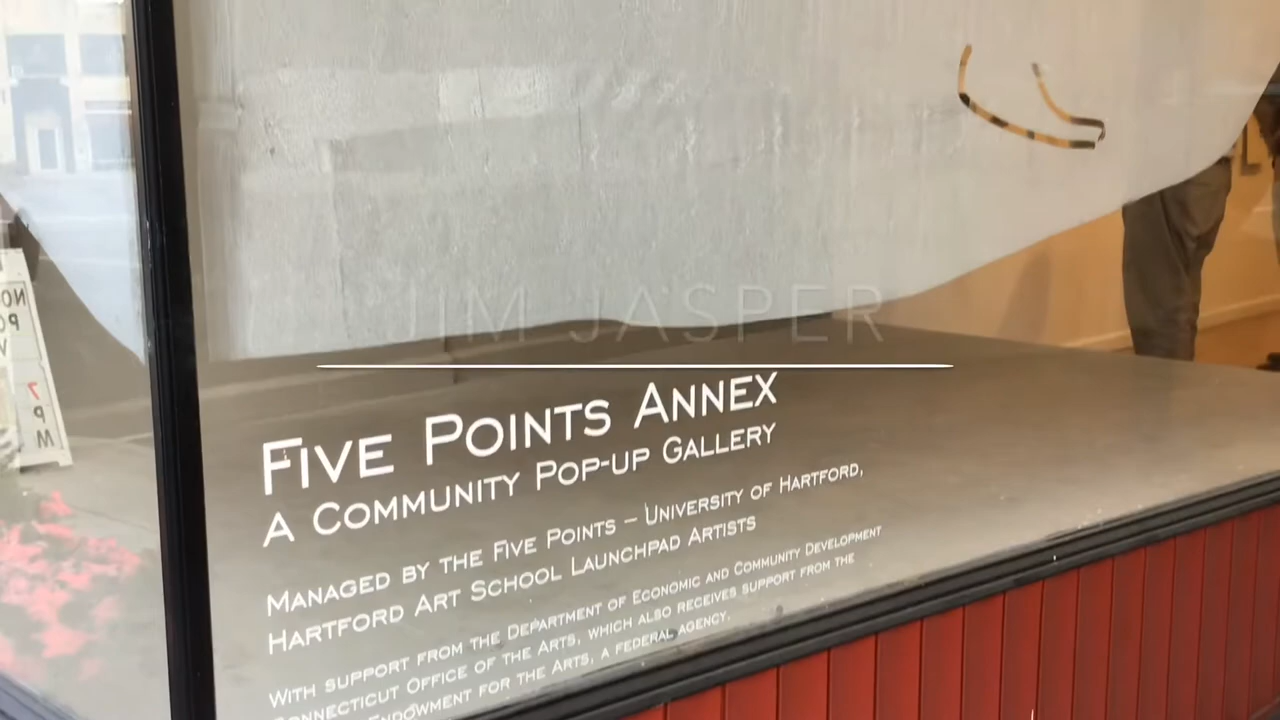 JIM JASPER
FIVE POINTS ANNEX
A COMMUNITY POP-UP GALLERY
MANAGED BY THE FIVE POINTS – UNIVERSITY OF HARTFORD,
HARTFORD ART SCHOOL LAUNCHPAD ARTISTS
WITH SUPPORT FROM THE DEPARTMENT OF ECONOMIC AND COMMUNITY DEVELOPMENT
CONNECTICUT OFFICE OF THE ARTS, WHICH ALSO RECEIVES SUPPORT FROM THE
ENDOWMENT FOR THE ARTS, A FEDERAL AGENCY.
7
P
M